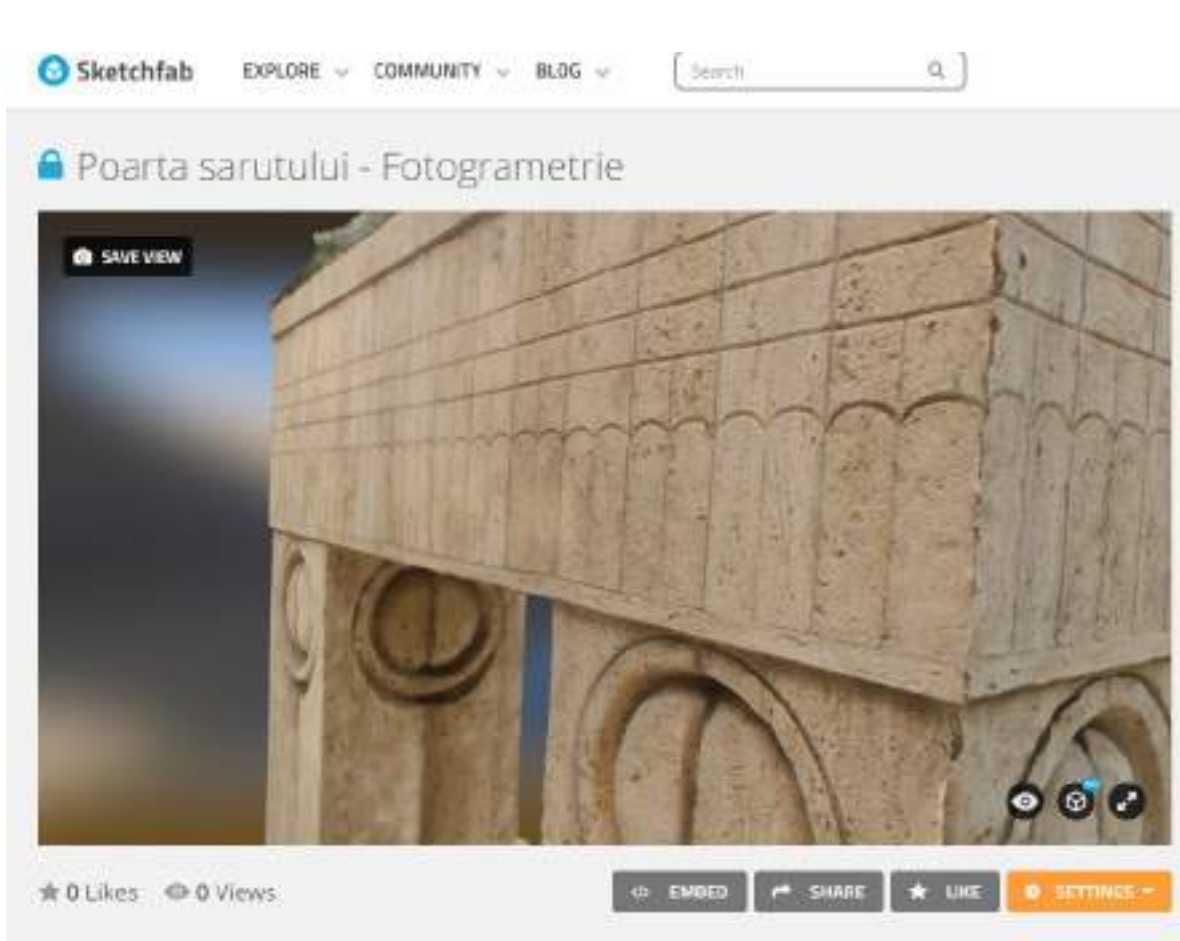 Sketchfab EXPLORE COMMUNITY BLOG Search
Poarta sarutului - Fotogrametrie
SAVE VIEW
0 Likes 0 Views EMBED SHARE LIKE SETTINGS